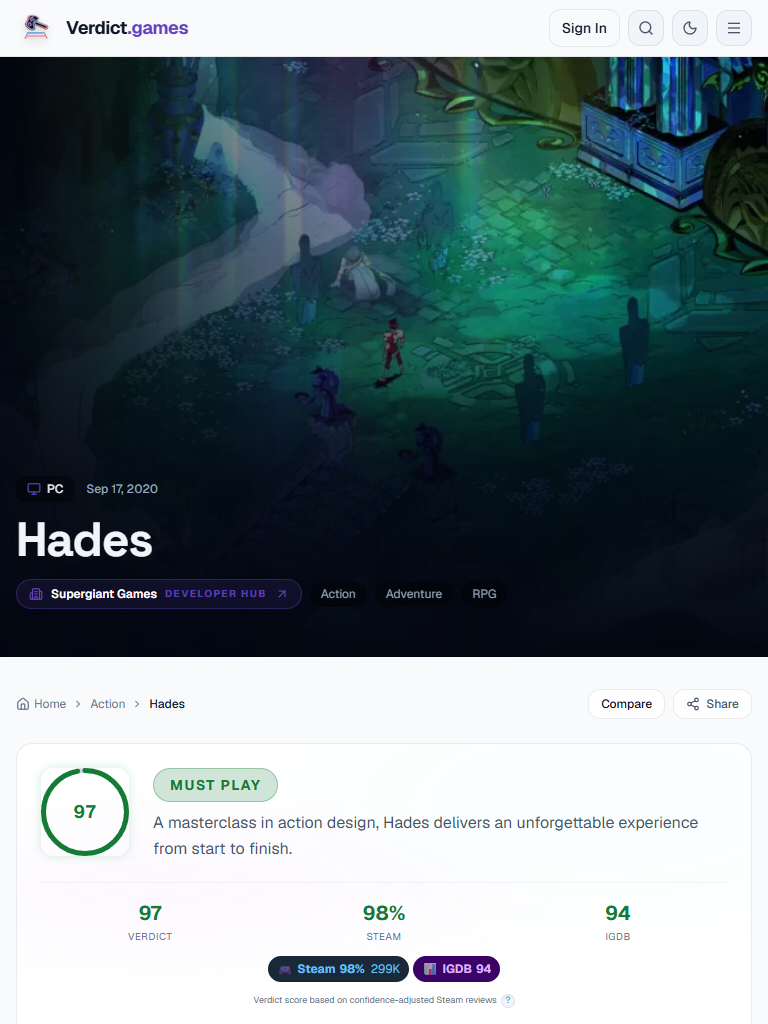 Verdict.games
Sign In
PC
Sep 17, 2020
Hades
Supergiant Games DEVELOPER HUB
Action
Adventure
RPG
Home
Action
Hades
Compare
Share
97
MUST PLAY
A masterclass in action design, Hades delivers an unforgettable experience
from start to finish.
97
VERDICT
98%
STEAM
94
IGDB
Steam 98% 299K
IGDB 94
Verdict score based on confidence-adjusted Steam reviews ?